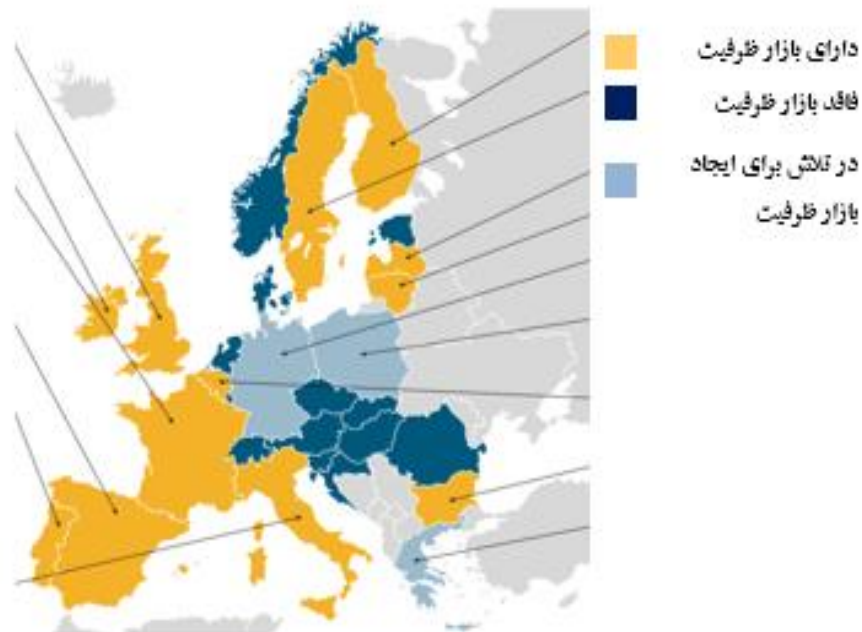 دارای بازار ظرفیت
فاقد بازار ظرفیت
در تلاش برای ایجاد
بازار ظرفیت